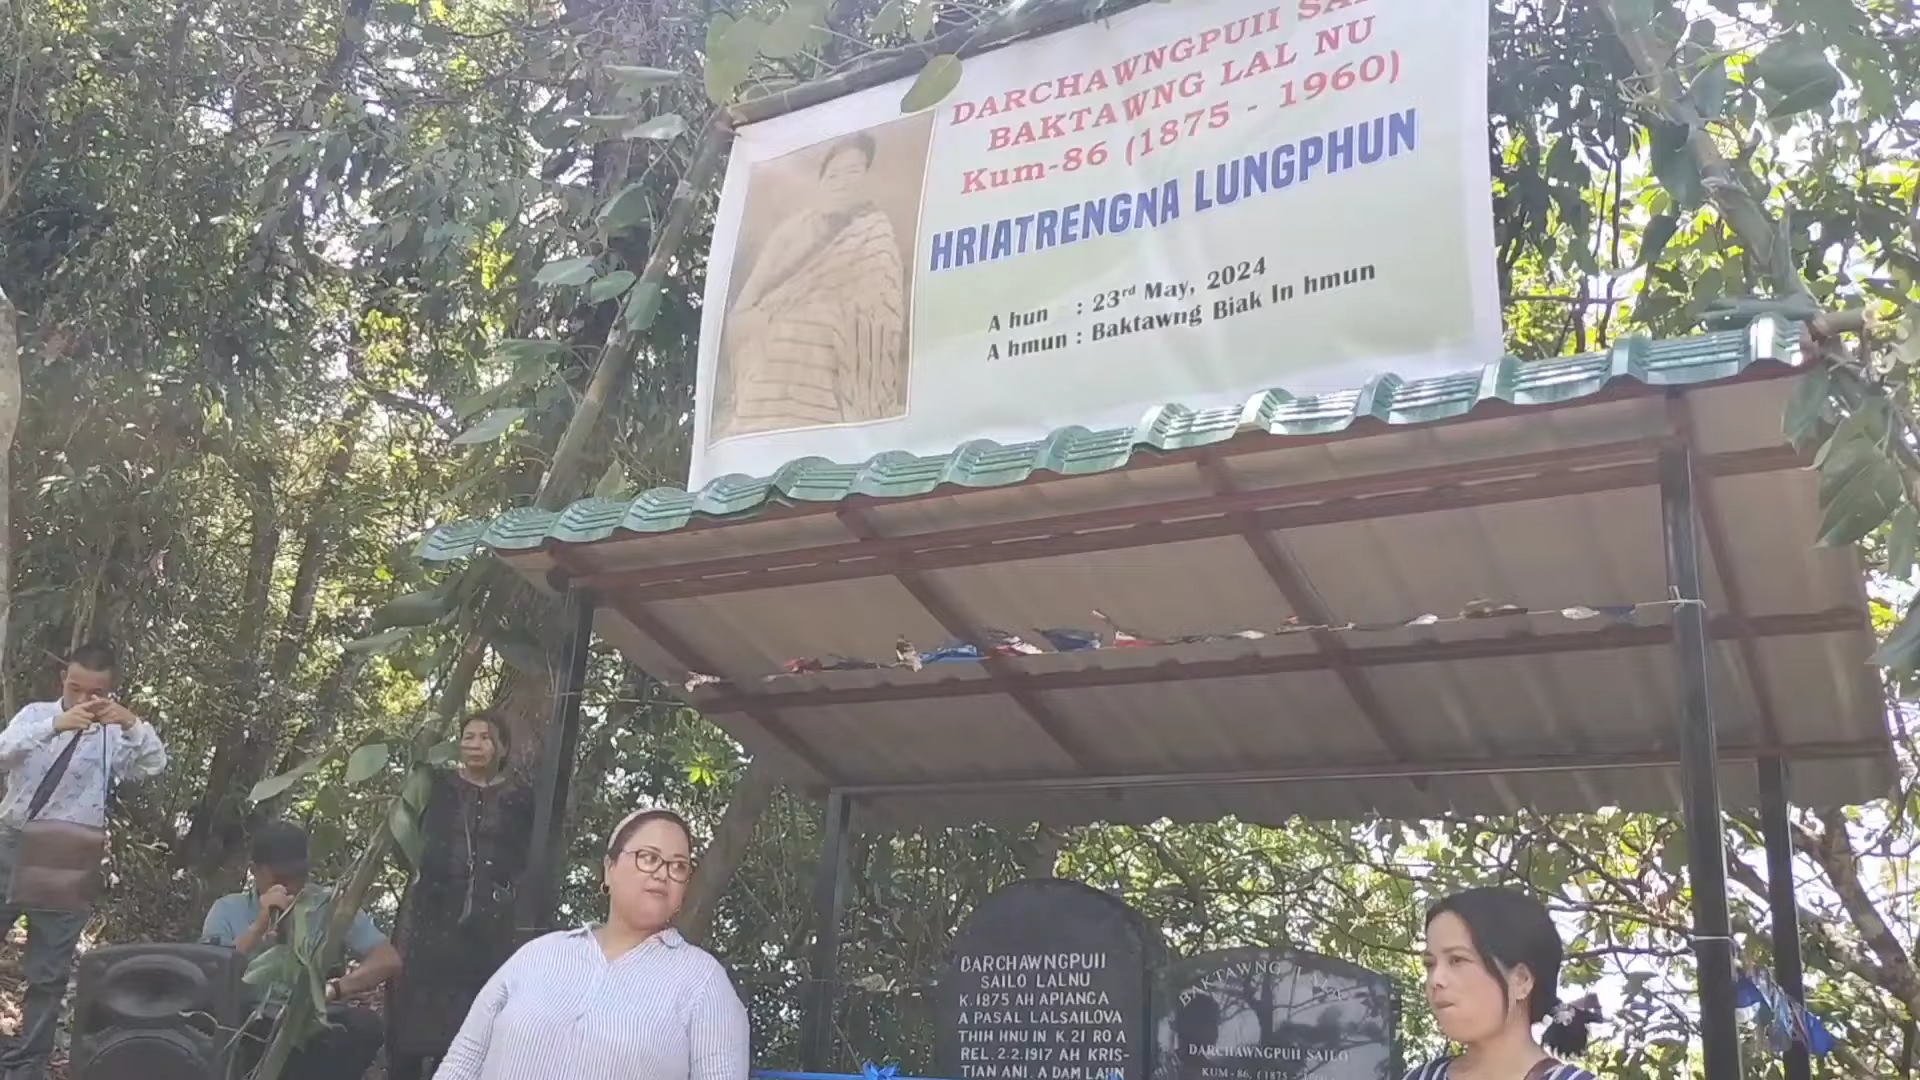 DARCHAWNGPUII
BAKTAWNG LAL NU
Kum-86 (1875 - 1960)
HRIATRENGNA LUNGPHUN
A hun : 23rd May, 2024
A hmun : Baktawng Biak In hmun
DARCHAWNGPUII
SAILO LALNU
K.1875 AH APIANGA
A PASAL LALSAILOVA
THIH HNU IN K.21 RO A
REL. 2.2.1917 AH KRIS-
TIAN ANI. A DAM LAHN
BAKTAWNG
DARCHAWNGPUII SAILO
KUM-86, (1875 -